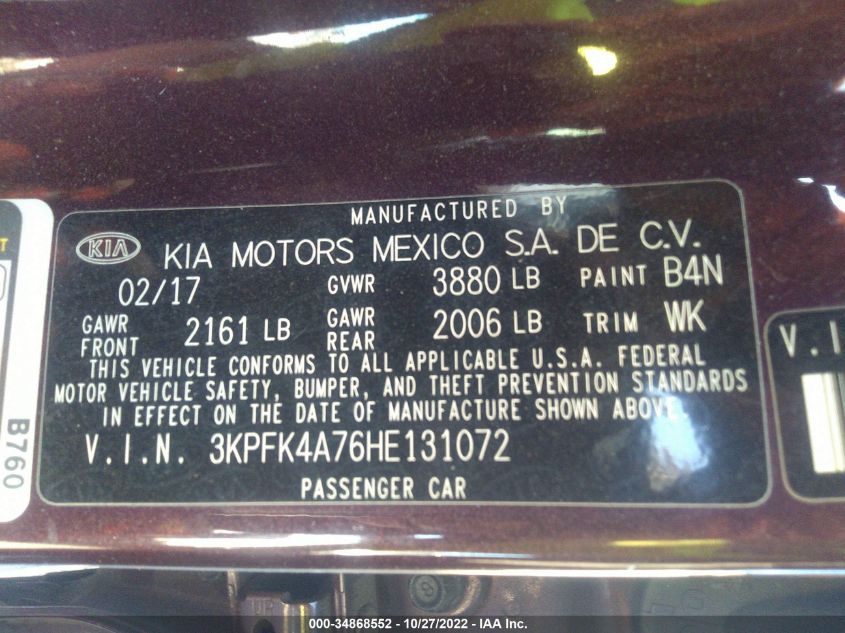 MANUFACTURED BY
KIA KIA MOTORS MEXICO S.A. DE C.V.
02/17 GVWR 3880 LB PAINT B4N
GAWR FRONT 2161 LB GAWR REAR 2006 LB TRIM WK
THIS VEHICLE CONFORMS TO ALL APPLICABLE U.S.A. FEDERAL
MOTOR VEHICLE SAFETY, BUMPER, AND THEFT PREVENTION STANDARDS
IN EFFECT ON THE DATE OF MANUFACTURE SHOWN ABOVE.
V.I.N. 3KPFK4A76HE131072
PASSENGER CAR
B760
V.I
000-34868552 - 10/27/2022 - IAA Inc.